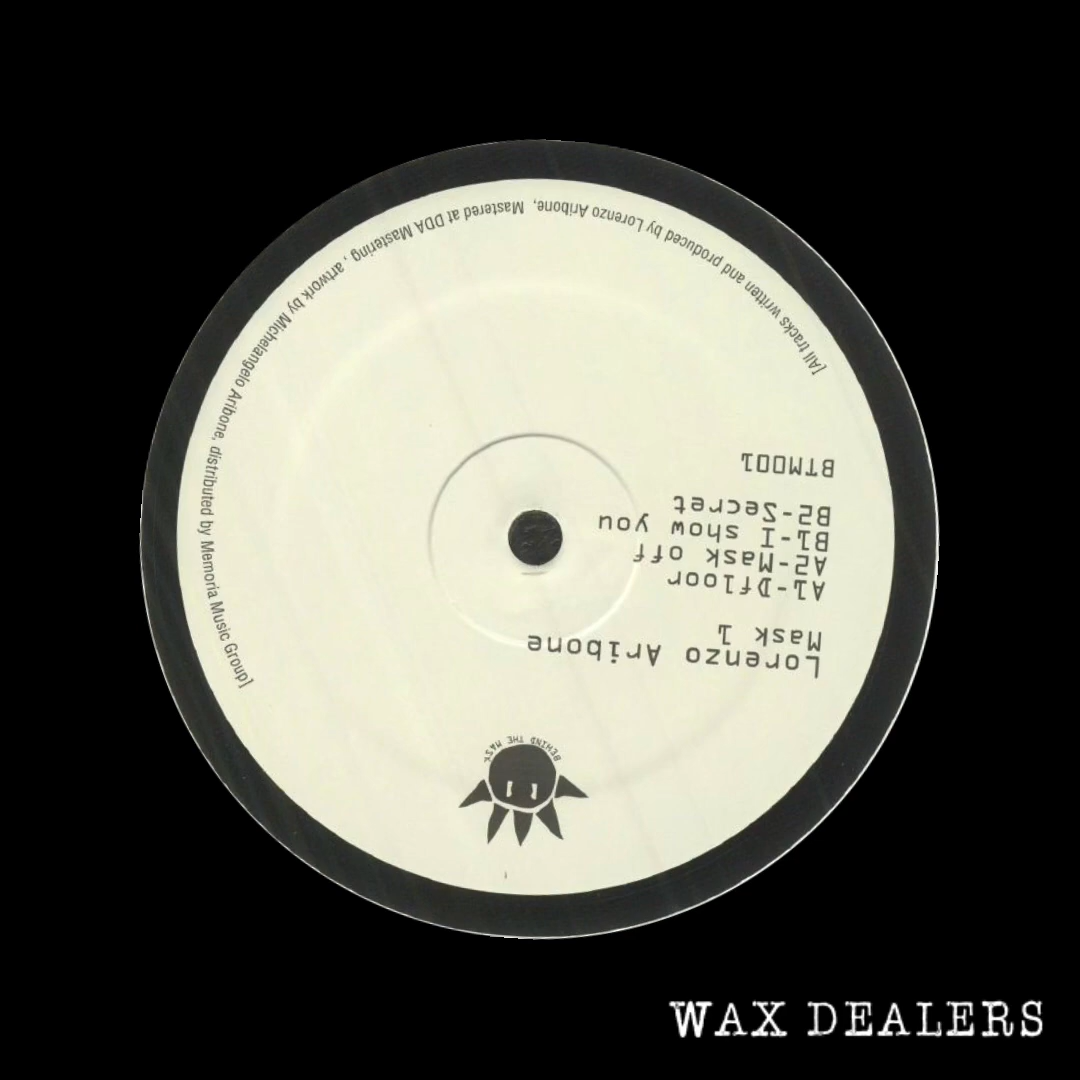 BEHIND THE MASK
Lorenzo Aribone
Mask 1
A1-Dfloor
A2-Mask off
B1-I show you
B2-Secret
BTM001
[All tracks written and produced by Lorenzo Aribone, Mastered at DDA Mastering , artwork by Michelangelo Aribone, distributed by Memoria Music Group]
WAX DEALERS